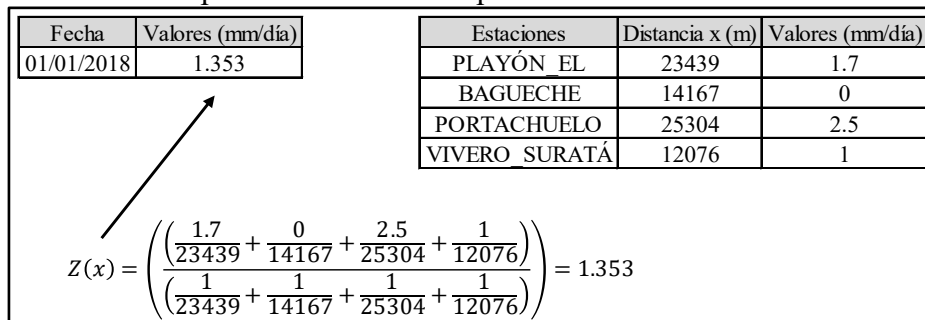 Fecha Valores (mm/día)
01/01/2018 1.353
Estaciones Distancia x (m) Valores (mm/día)
PLAYÓN_EL 23439 1.7
BAGUECHE 14167 0
PORTACHUELO 25304 2.5
VIVERO_SURATÁ 12076 1
Z(x) = ((1.7/23439 + 0/14167 + 2.5/25304 + 1/12076) / (1/23439 + 1/14167 + 1/25304 + 1/12076)) = 1.353